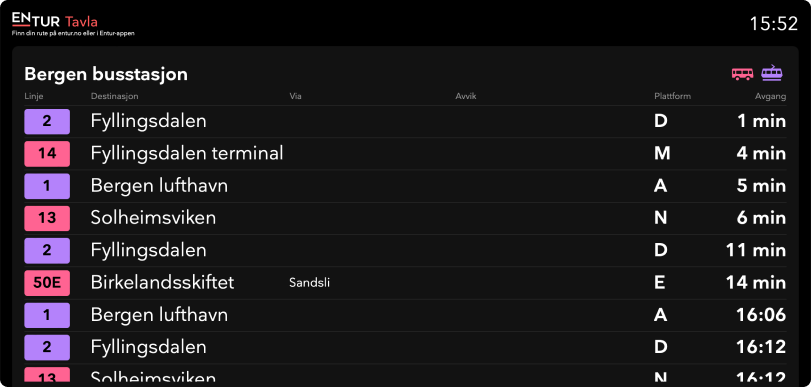 ENTUR Tavla
Finn din rute på entur.no eller i Entur-appen
15:52
Bergen busstasjon
Linje Destinasjon Via Avvik Plattform Avgang
2 Fyllingsdalen D 1 min
14 Fyllingsdalen terminal M 4 min
1 Bergen lufthavn A 5 min
13 Solheimsviken N 6 min
2 Fyllingsdalen D 11 min
50E Birkelandsskiftet Sandsli E 14 min
1 Bergen lufthavn A 16:06
2 Fyllingsdalen D 16:12
13 Solheimsviken N 16:12